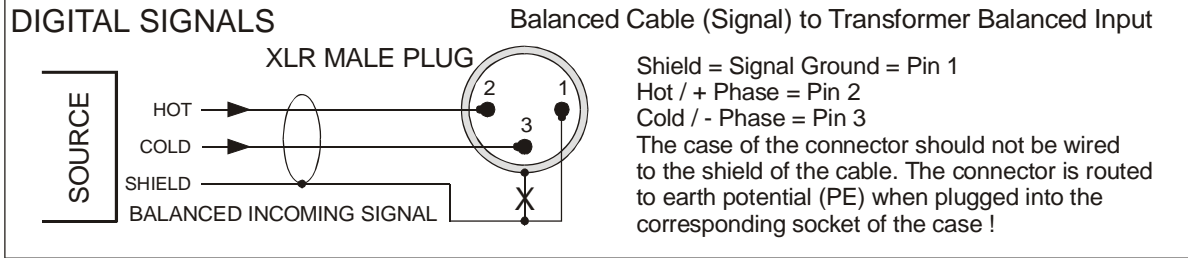 DIGITAL SIGNALS
Balanced Cable (Signal) to Transformer Balanced Input
XLR MALE PLUG
SOURCE
HOT
COLD
SHIELD
BALANCED INCOMING SIGNAL
2
1
3
X
Shield = Signal Ground = Pin 1
Hot / + Phase = Pin 2
Cold / - Phase = Pin 3
The case of the connector should not be wired
to the shield of the cable. The connector is routed
to earth potential (PE) when plugged into the
corresponding socket of the case !